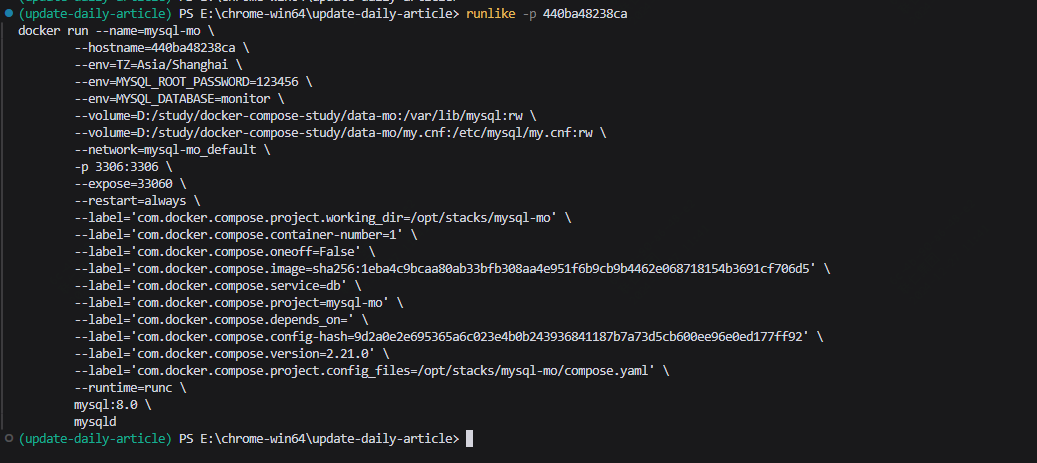 (update-daily-article) PS E:\chrome-win64\update-daily-article> runlike -p 440ba48238ca
docker run --name=mysql-mo \
--hostname=440ba48238ca \
--env=TZ=Asia/Shanghai \
--env=MYSQL_ROOT_PASSWORD=123456 \
--env=MYSQL_DATABASE=monitor \
--volume=D:/study/docker-compose-study/data-mo:/var/lib/mysql:rw \
--volume=D:/study/docker-compose-study/data-mo/my.cnf:/etc/mysql/my.cnf:rw \
--network=mysql-mo_default \
-p 3306:3306 \
--expose=33060 \
--restart=always \
--label='com.docker.compose.project.working_dir=/opt/stacks/mysql-mo' \
--label='com.docker.compose.container-number=1' \
--label='com.docker.compose.oneoff=False' \
--label='com.docker.compose.image=sha256:1eba4c9bcaa80ab33bfb308aa4e951f6b9cb9b4462e068718154b3691cf706d5' \
--label='com.docker.compose.service=db' \
--label='com.docker.compose.project=mysql-mo' \
--label='com.docker.compose.depends_on=' \
--label='com.docker.compose.config-hash=9d2a0e2e695365a6c023e4b0b243936841187b7a73d5cb600ee96e0ed177ff92' \
--label='com.docker.compose.version=2.21.0' \
--label='com.docker.compose.project.config_files=/opt/stacks/mysql-mo/compose.yaml' \
--runtime=runc \
mysql:8.0 \
mysqld
(update-daily-article) PS E:\chrome-win64\update-daily-article>